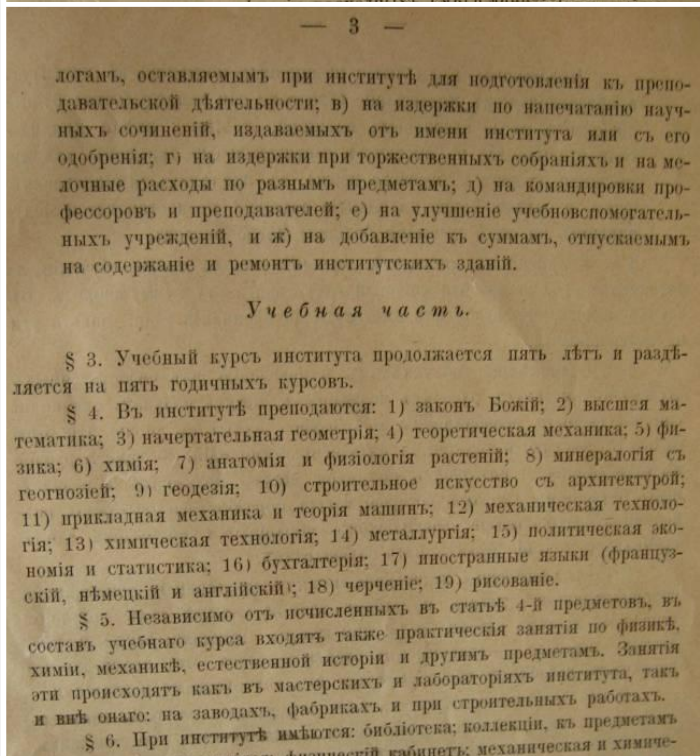 — 3 —
логамъ, оставляемымъ при институтѣ для подготовленія къ препо-
давательской дѣятельности; в) на издержки по напечатанію науч-
ныхъ сочиненій, издаваемыхъ отъ имени института или съ его
одобренія; г) на издержки при торжественныхъ собраніяхъ и на ме-
лочные расходы по разнымъ предметамъ; д) на командировки про-
фессоровъ и преподавателей; е) на улучшеніе учебновспомогатель-
ныхъ учрежденій, и ж) на добавленіе къ суммамъ, отпускаемымъ
на содержаніе и ремонтъ институтскихъ зданій.
Учебная часть.
§ 3. Учебный курсъ института продолжается пять лѣтъ и раздѣ-
ляется на пять годичныхъ курсовъ.
§ 4. Въ институтѣ преподаются: 1) законъ Божій; 2) высшая ма-
тематика; 3) начертательная геометрія; 4) теоретическая механика; 5) фи-
зика; 6) химія; 7) анатомія и физіологія растеній; 8) минералогія съ
геогнозіей; 9) геодезія; 10) строительное искусство съ архитектурой;
11) прикладная механика и теорія машинъ; 12) механическая техноло-
гія; 13) химическая технологія; 14) металлургія; 15) политическая эко-
номія и статистика; 16) бухгалтерія; 17) иностранные языки (француз-
скій, нѣмецкій и англійскій); 18) черченіе; 19) рисованіе.
§ 5. Независимо отъ исчисленныхъ въ статьѣ 4-й предметовъ, въ
составъ учебнаго курса входятъ также практическія занятія по физикѣ,
химіи, механикѣ, естественной исторіи и другимъ предметамъ. Занятія
эти происходятъ какъ въ мастерскихъ и лабораторіяхъ института, такъ
и внѣ онаго: на заводахъ, фабрикахъ и при строительныхъ работахъ.
§ 6. При институтѣ имѣются: библіотека; коллекціи, къ предметамъ
физическій кабинетъ; механическая и химиче-